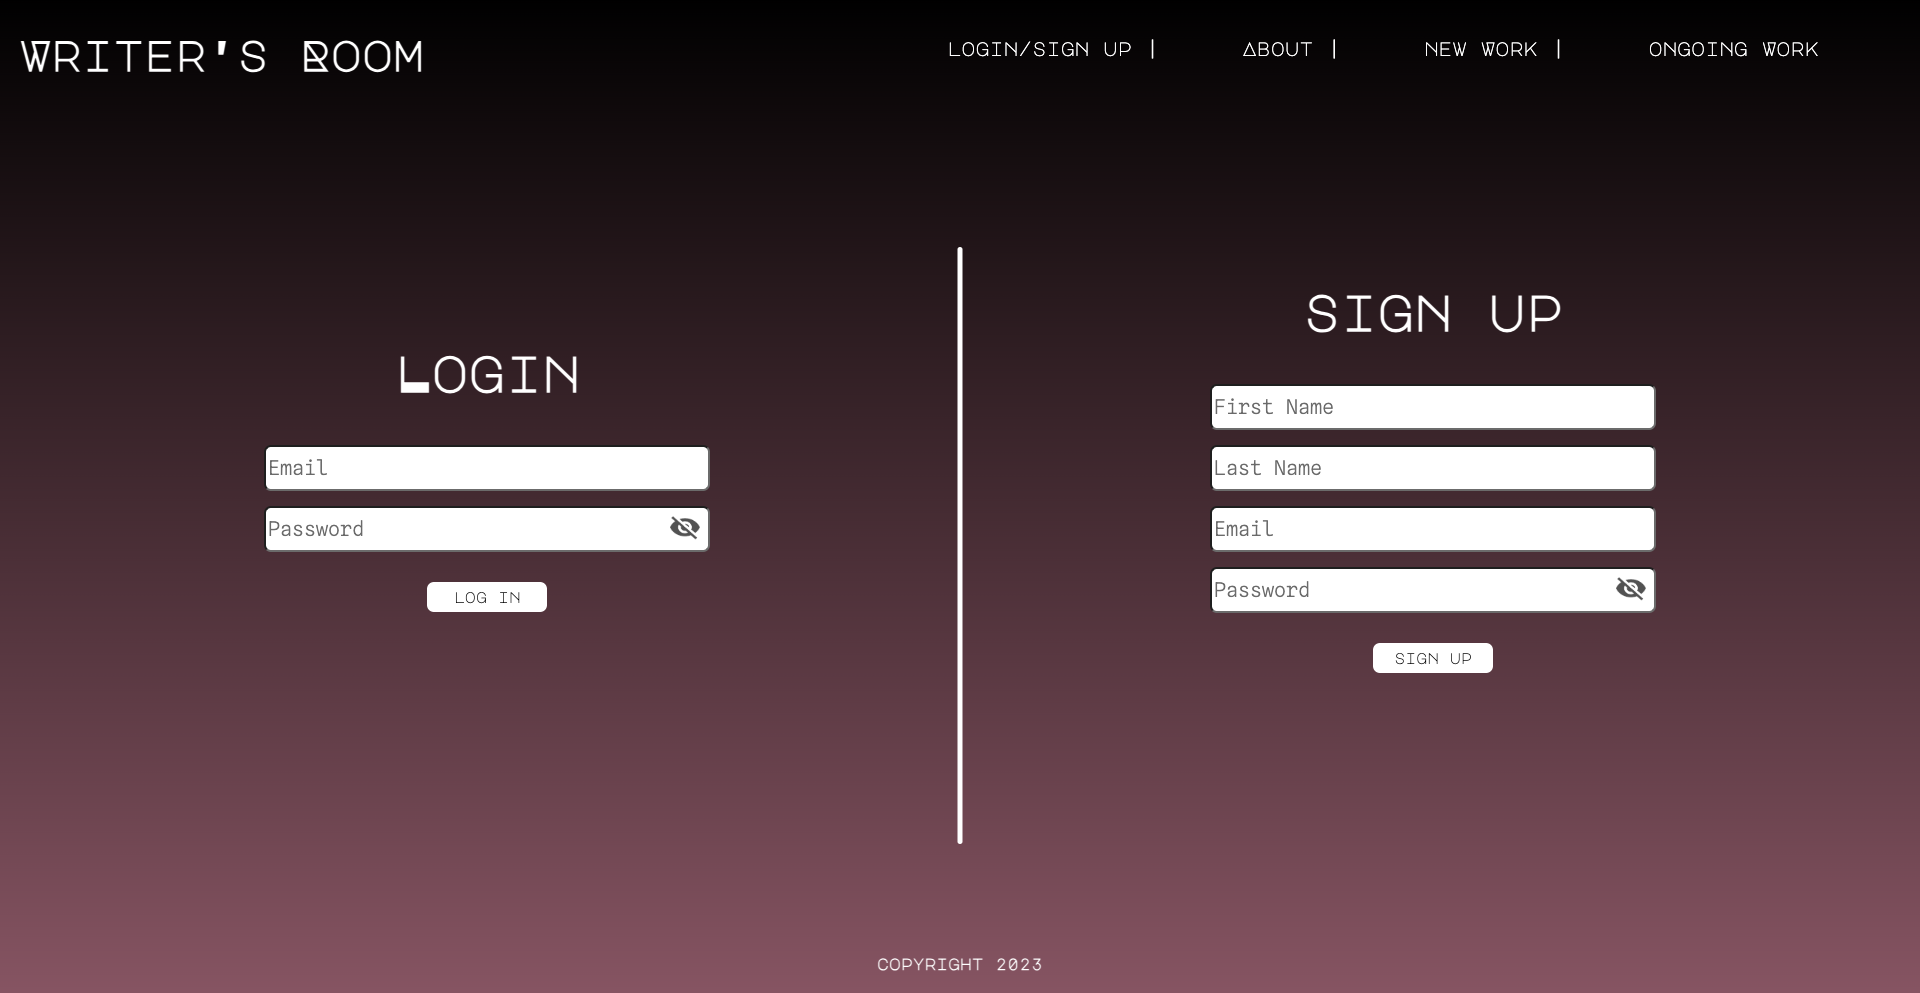 WRITER'S ROOM
LOGIN/SIGN UP |
ABOUT |
NEW WORK |
ONGOING WORK
LOGIN
Email
Password
LOG IN
SIGN UP
First Name
Last Name
Email
Password
SIGN UP
COPYRIGHT 2023